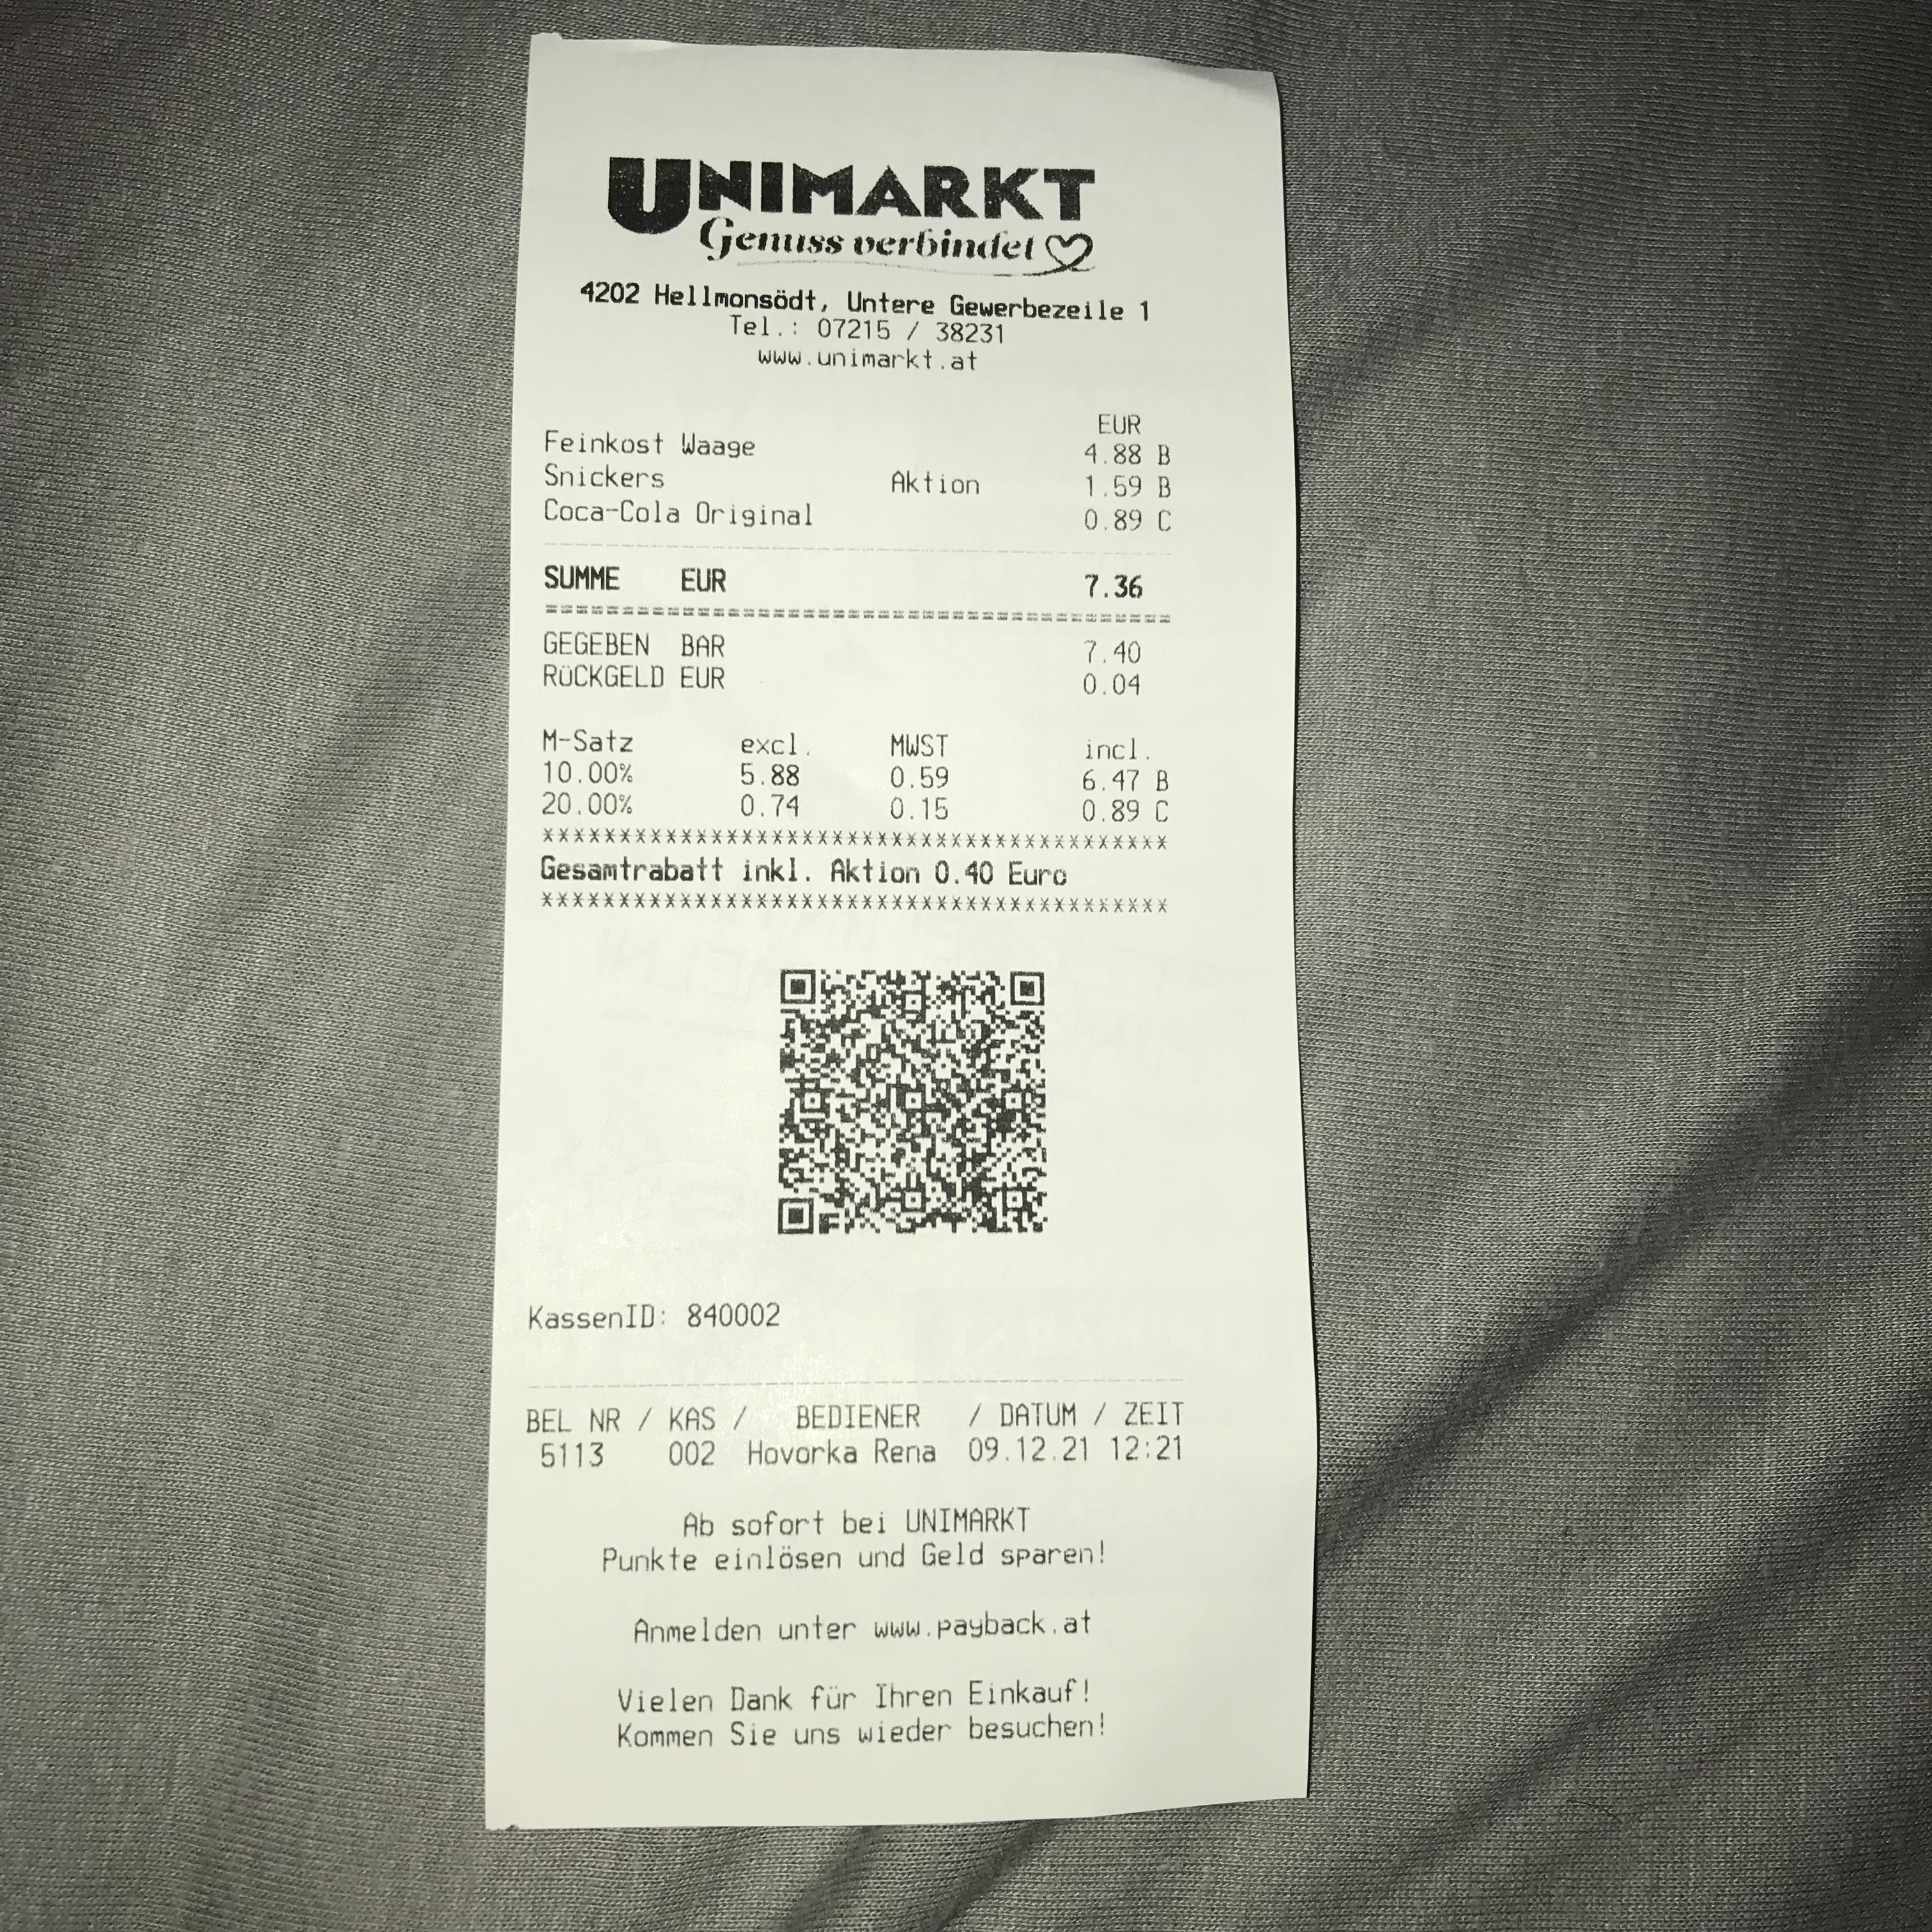 UNIMARKT
Genuss verbindet
4202 Hellmonsödt, Untere Gewerbezeile 1
Tel.: 07215 / 38231
www.unimarkt.at
EUR
Feinkost Waage 4.88 B
Snickers Aktion 1.59 B
Coca-Cola Original 0.89 C
SUMME EUR 7.36
GEGEBEN BAR 7.40
RÜCKGELD EUR 0.04
M-Satz excl. MWST incl.
10.00% 5.88 0.59 6.47 B
20.00% 0.74 0.15 0.89 C
*****************************************
Gesamtrabatt inkl. Aktion 0.40 Euro
*****************************************
KassenID: 840002
BEL NR / KAS / BEDIENER / DATUM / ZEIT
5113 002 Hovorka Rena 09.12.21 12:21
Ab sofort bei UNIMARKT
Punkte einlösen und Geld sparen!
Anmelden unter www.payback.at
Vielen Dank für Ihren Einkauf!
Kommen Sie uns wieder besuchen!